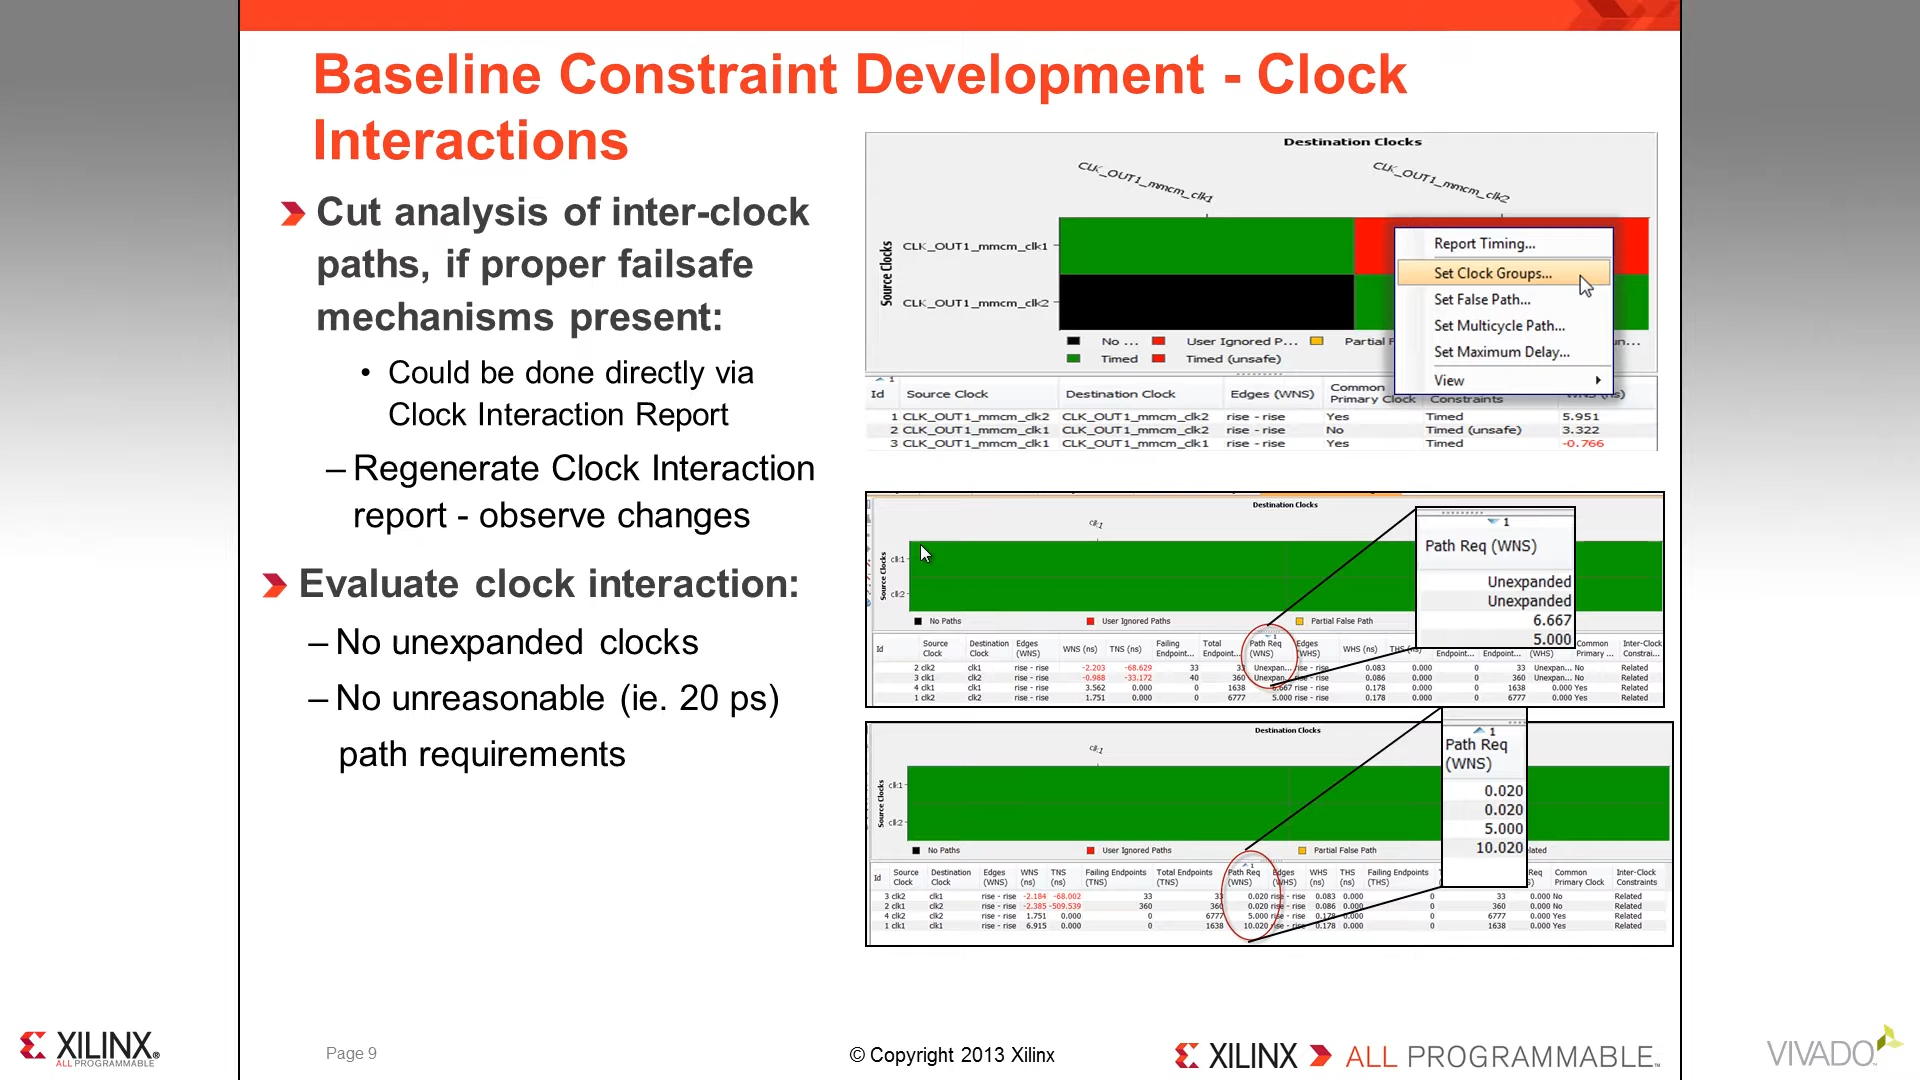 Baseline Constraint Development - Clock
Interactions
Cut analysis of inter-clock
paths, if proper failsafe
mechanisms present:
• Could be done directly via
Clock Interaction Report
– Regenerate Clock Interaction
report - observe changes
Evaluate clock interaction:
– No unexpanded clocks
– No unreasonable (ie. 20 ps)
path requirements
Destination Clocks
CLK_OUT1_mmcm_clk1 CLK_OUT1_mmcm_clk2
Source Clocks
CLK_OUT1_mmcm_clk1
CLK_OUT1_mmcm_clk2
Report Timing...
Set Clock Groups...
Set False Path...
Set Multicycle Path...
Set Maximum Delay...
View
No ... User Ignored P... Partial F
Timed Timed (unsafe)
Id Source Clock Destination Clock Edges (WNS) Common Primary Clock Constraints
1 CLK_OUT1_mmcm_clk2 CLK_OUT1_mmcm_clk2 rise - rise Yes Timed 5.951
2 CLK_OUT1_mmcm_clk1 CLK_OUT1_mmcm_clk2 rise - rise No Timed (unsafe) 3.322
3 CLK_OUT1_mmcm_clk1 CLK_OUT1_mmcm_clk1 rise - rise Yes Timed -0.766
Destination Clocks
clk1
Source Clocks
clk1
clk2
No Paths User Ignored Paths Partial False Path
1
Path Req (WNS)
Unexpanded
Unexpanded
6.667
5.000
Id Source Clock Destination Clock Edges (WNS) WNS (ns) TNS (ns) Failing Endpoint... Total Endpoint... Path Req (WNS) Edges (WHS) WHS (ns) Endpoint... Endpoint... (WHS) Common Primary ... Inter-Clock Constrai...
2 clk2 clk1 rise - rise -2.203 -68.629 33 33 Unexpan... rise - rise 0.083 0.000 0 33 Unexpan... No Related
3 clk1 clk2 rise - rise -0.988 -33.172 40 360 Unexpan... rise - rise 0.086 0.000 0 360 Unexpan... No Related
4 clk1 clk1 rise - rise 3.562 0.000 0 1638 6.667 rise - rise 0.178 0.000 0 1638 0.000 Yes Related
1 clk2 clk2 rise - rise 1.751 0.000 0 6777 5.000 rise - rise 0.178 0.000 0 6777 0.000 Yes Related
Destination Clocks
clk1
Source Clocks
clk1
clk2
No Paths User Ignored Paths Partial False Path
1
Path Req
(WNS)
0.020
0.020
5.000
10.020
Id Source Clock Destination Clock Edges (WNS) WNS (ns) TNS (ns) Failing Endpoints (TNS) Total Endpoints (TNS) Path Req (WNS) Edges (WHS) WHS (ns) THS (ns) Failing Endpoints (THS) Common Primary Clock Inter-Clock Constraints
3 clk2 clk1 rise - rise -2.184 -68.002 33 33 0.020 rise - rise 0.083 0.000 0 33 0.000 No Related
2 clk1 clk2 rise - rise -2.385 -509.539 360 360 0.020 rise - rise 0.086 0.000 0 360 0.000 No Related
4 clk2 clk2 rise - rise 1.751 0.000 0 6777 5.000 rise - rise 0.178 0.000 0 6777 0.000 Yes Related
1 clk1 clk1 rise - rise 6.915 0.000 0 1638 10.020 rise - rise 0.178 0.000 0 1638 0.000 Yes Related
XILINX®
ALL PROGRAMMABLE
Page 9
© Copyright 2013 Xilinx
XILINX ALL PROGRAMMABLE™
VIVADO